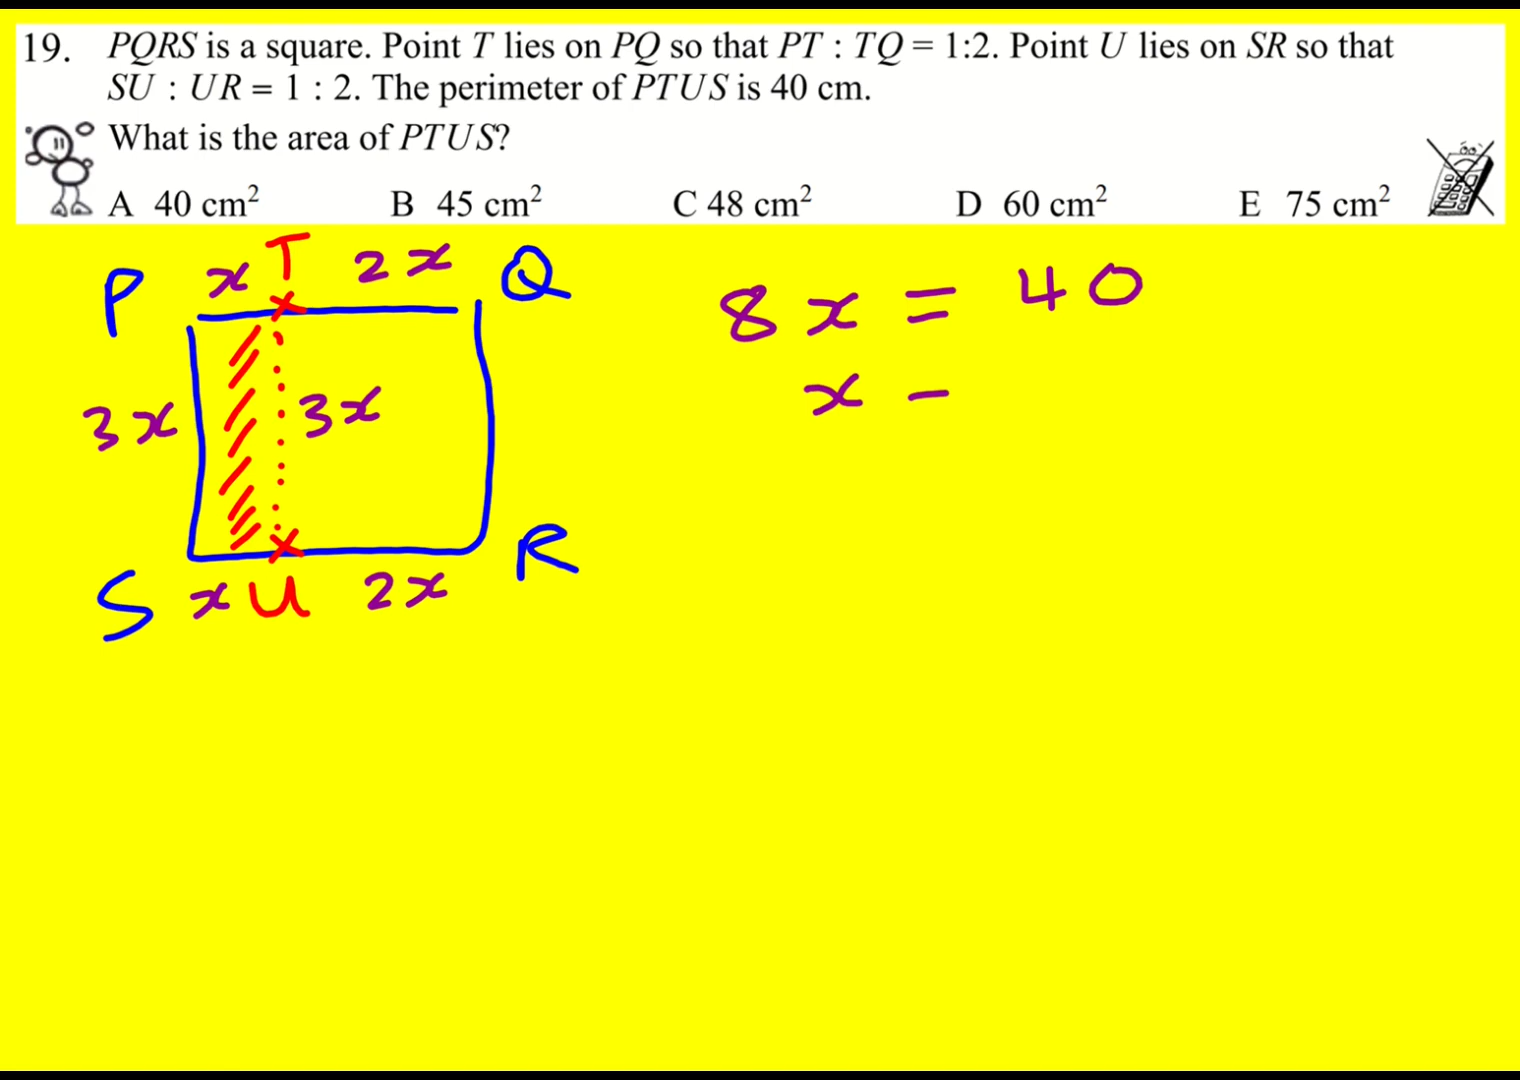 19. PQRS is a square. Point T lies on PQ so that PT : TQ = 1:2. Point U lies on SR so that
SU : UR = 1 : 2. The perimeter of PTUS is 40 cm.
What is the area of PTUS?
A 40 cm² B 45 cm² C 48 cm² D 60 cm² E 75 cm²
P x T 2x Q
8x = 40
3x 3x
x -
S x U 2x R